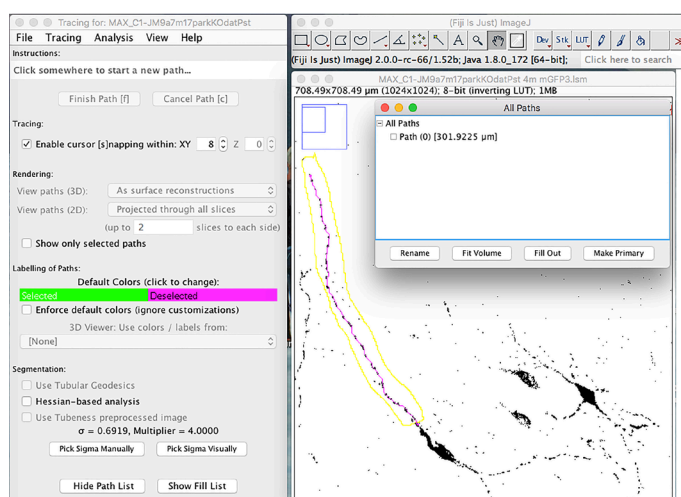 Tracing for: MAX_C1-JM9a7m17parkKOdatPst
File Tracing Analysis View Help
Instructions:
Click somewhere to start a new path...
Finish Path [f] Cancel Path [c]
Tracing:
Enable cursor [s]napping within: XY 8 Z 0
Rendering:
View paths (3D): As surface reconstructions
View paths (2D): Projected through all slices
(up to 2 slices to each side)
Show only selected paths
Labelling of Paths:
Default Colors (click to change):
Selected Deselected
Enforce default colors (ignore customizations)
3D Viewer: Use colors / labels from:
[None]
Segmentation:
Use Tubular Geodesics
Hessian-based analysis
Use Tubeness preprocessed image
σ = 0.6919, Multiplier = 4.0000
Pick Sigma Manually Pick Sigma Visually
Hide Path List Show Fill List
(Fiji Is Just) ImageJ
A Dev Stk LUT
(Fiji Is Just) ImageJ 2.0.0-rc-66/1.52b; Java 1.8.0_172 [64-bit]; Click here to search
MAX_C1-JM9a7m17parkKOdatPst 4m mGFP3.lsm
708.49x708.49 µm (1024x1024); 8-bit (inverting LUT); 1MB
All Paths
All Paths
Path (0) [301.9225 µm]
Rename Fit Volume Fill Out Make Primary